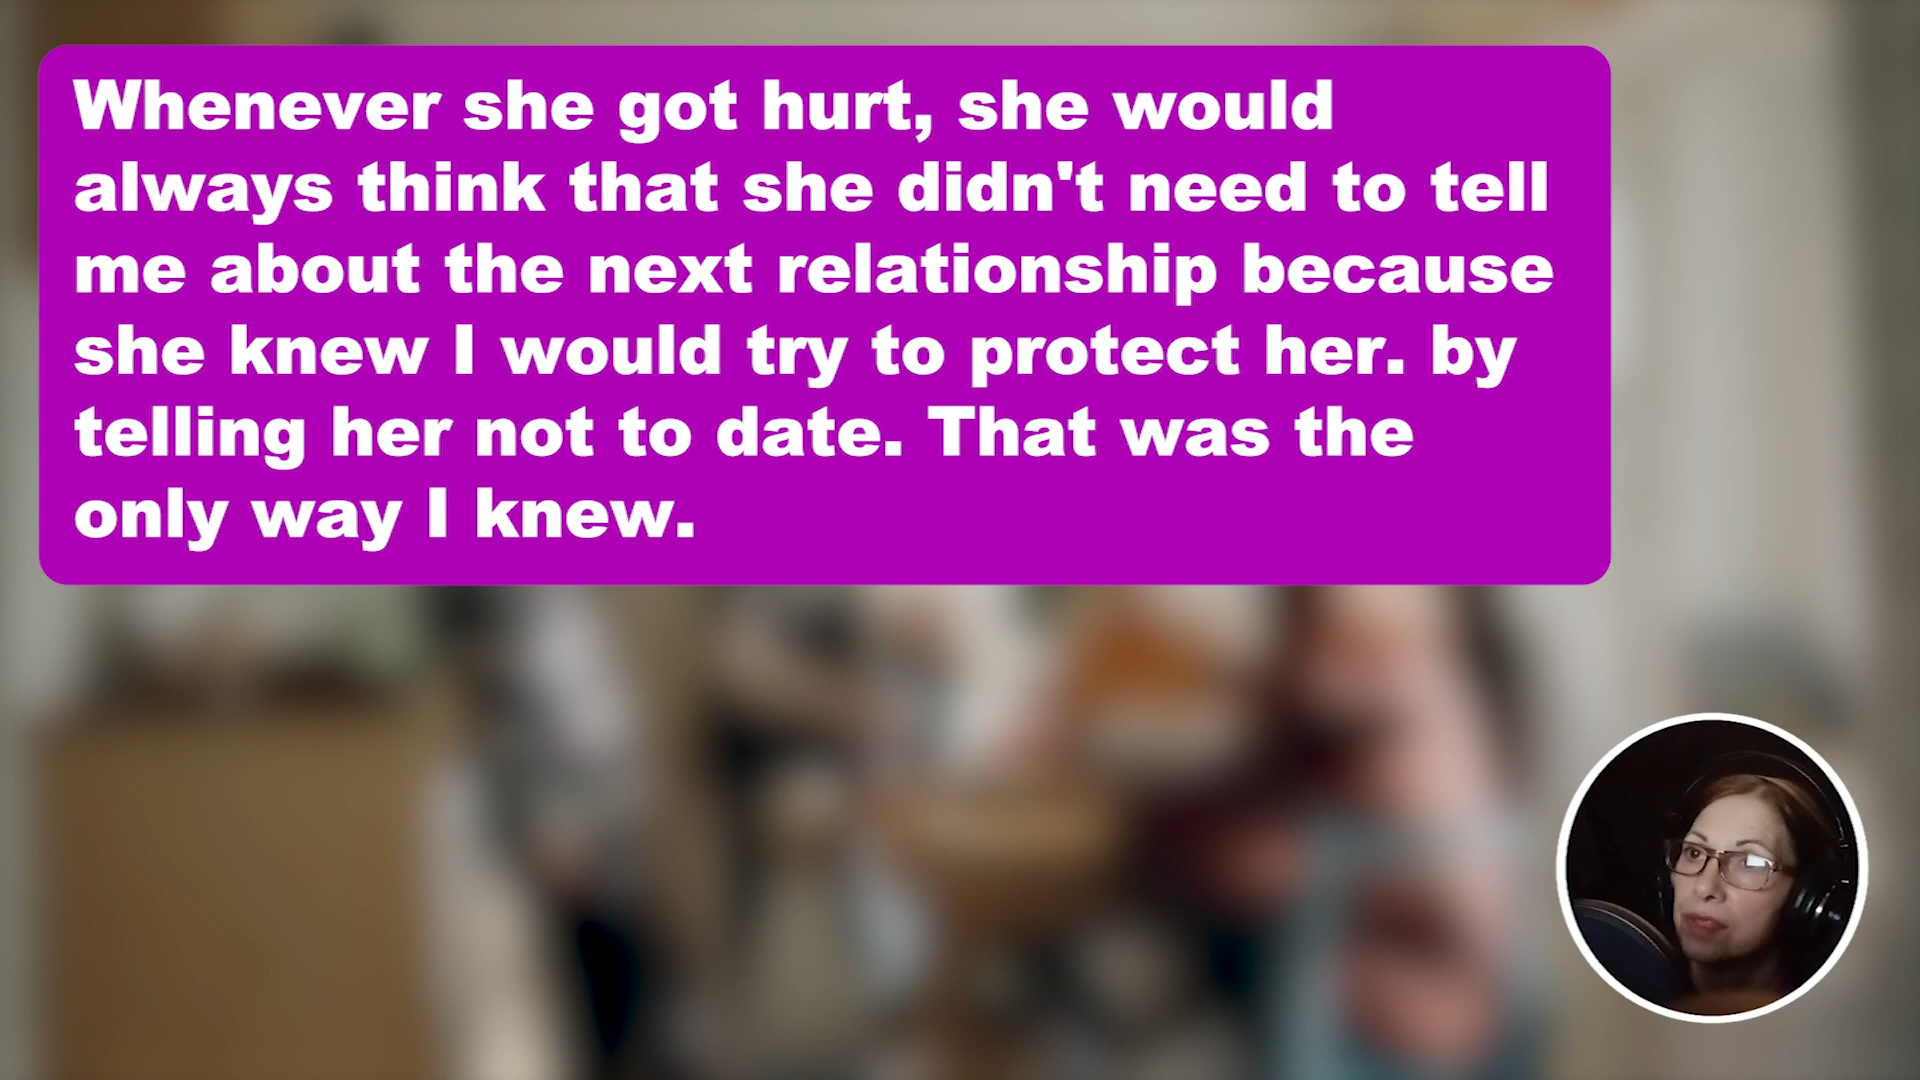 Whenever she got hurt, she would
always think that she didn't need to tell
me about the next relationship because
she knew I would try to protect her. by
telling her not to date. That was the
only way I knew.